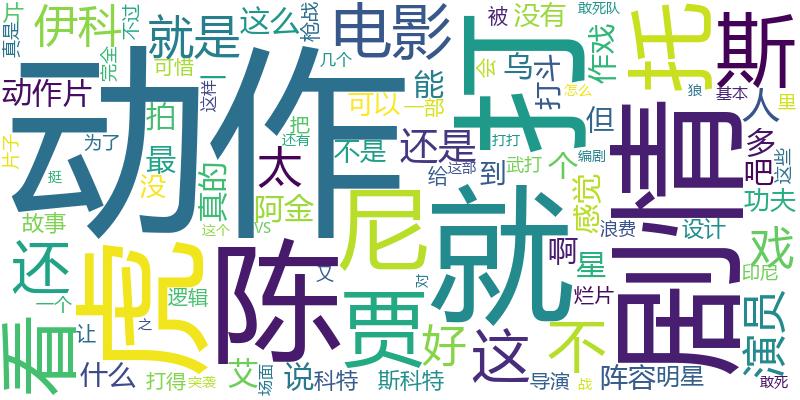 动作
剧情
打
就
陈
虎
尼
贾
斯
托
电影
看
还
这
不
太
好
戏
演员
就是
伊科
还是
动作片
这么
没有
乌斗
作戏
能
可以
一部
拍
最
真的
阿金
不是
到
个
但
人
多
吧
感觉
啊
星
功夫
设计
浪费
印尼
这些
基本
里
狼
怎么
会
被
敢死队
枪战
几个
不过
真是
片
完全
可惜
这样
一
为了
把
还有
打斗
打打
武打
编剧
这部
给
没
片子
挺
故事
这个
VS
一个
逻辑
又
对
让
之
什么
打得
突袭
场面
说
科特
斯科特
导演
战
阵容
明星
烂片
敢死